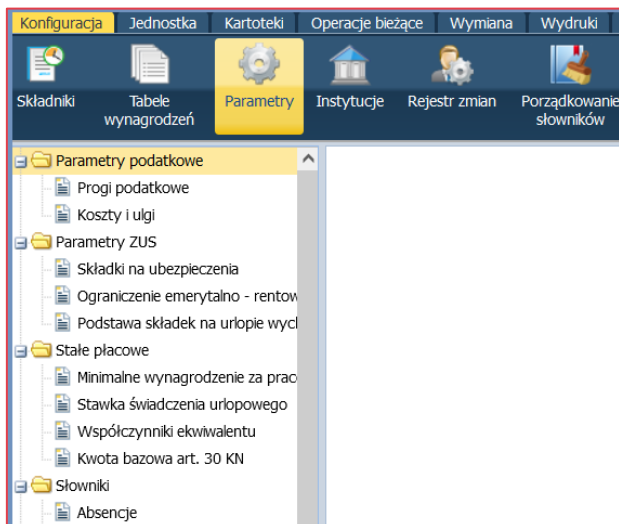 Konfiguracja Jednostka Kartoteki Operacje bieżące Wymiana Wydruki
Składniki Tabele wynagrodzeń Parametry Instytucje Rejestr zmian Porządkowanie słowników
Parametry podatkowe
Progi podatkowe
Koszty i ulgi
Parametry ZUS
Składki na ubezpieczenia
Ograniczenie emerytalno - rentow
Podstawa składek na urlopie wycl
Stałe płacowe
Minimalne wynagrodzenie za prac
Stawka świadczenia urlopowego
Współczynniki ekwiwalentu
Kwota bazowa art. 30 KN
Słowniki
Absencje